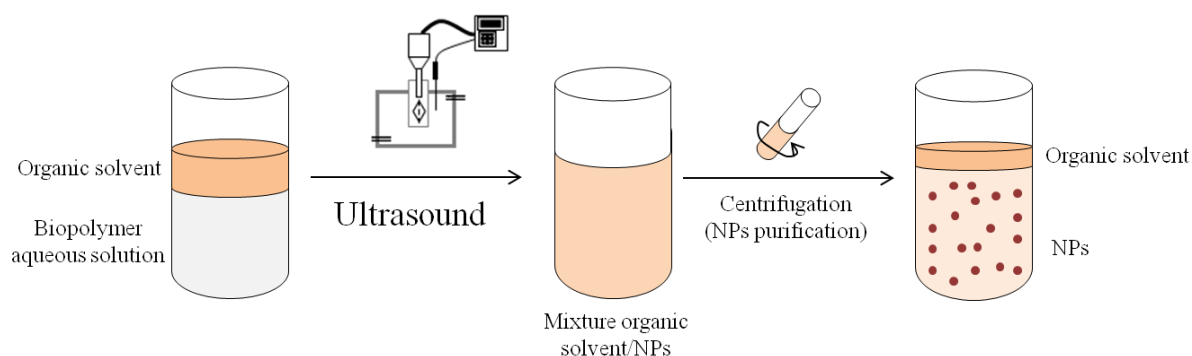 Organic solvent
Biopolymer
aqueous solution
Ultrasound
Mixture organic
solvent/NPs
Centrifugation
(NPs purification)
Organic solvent
NPs